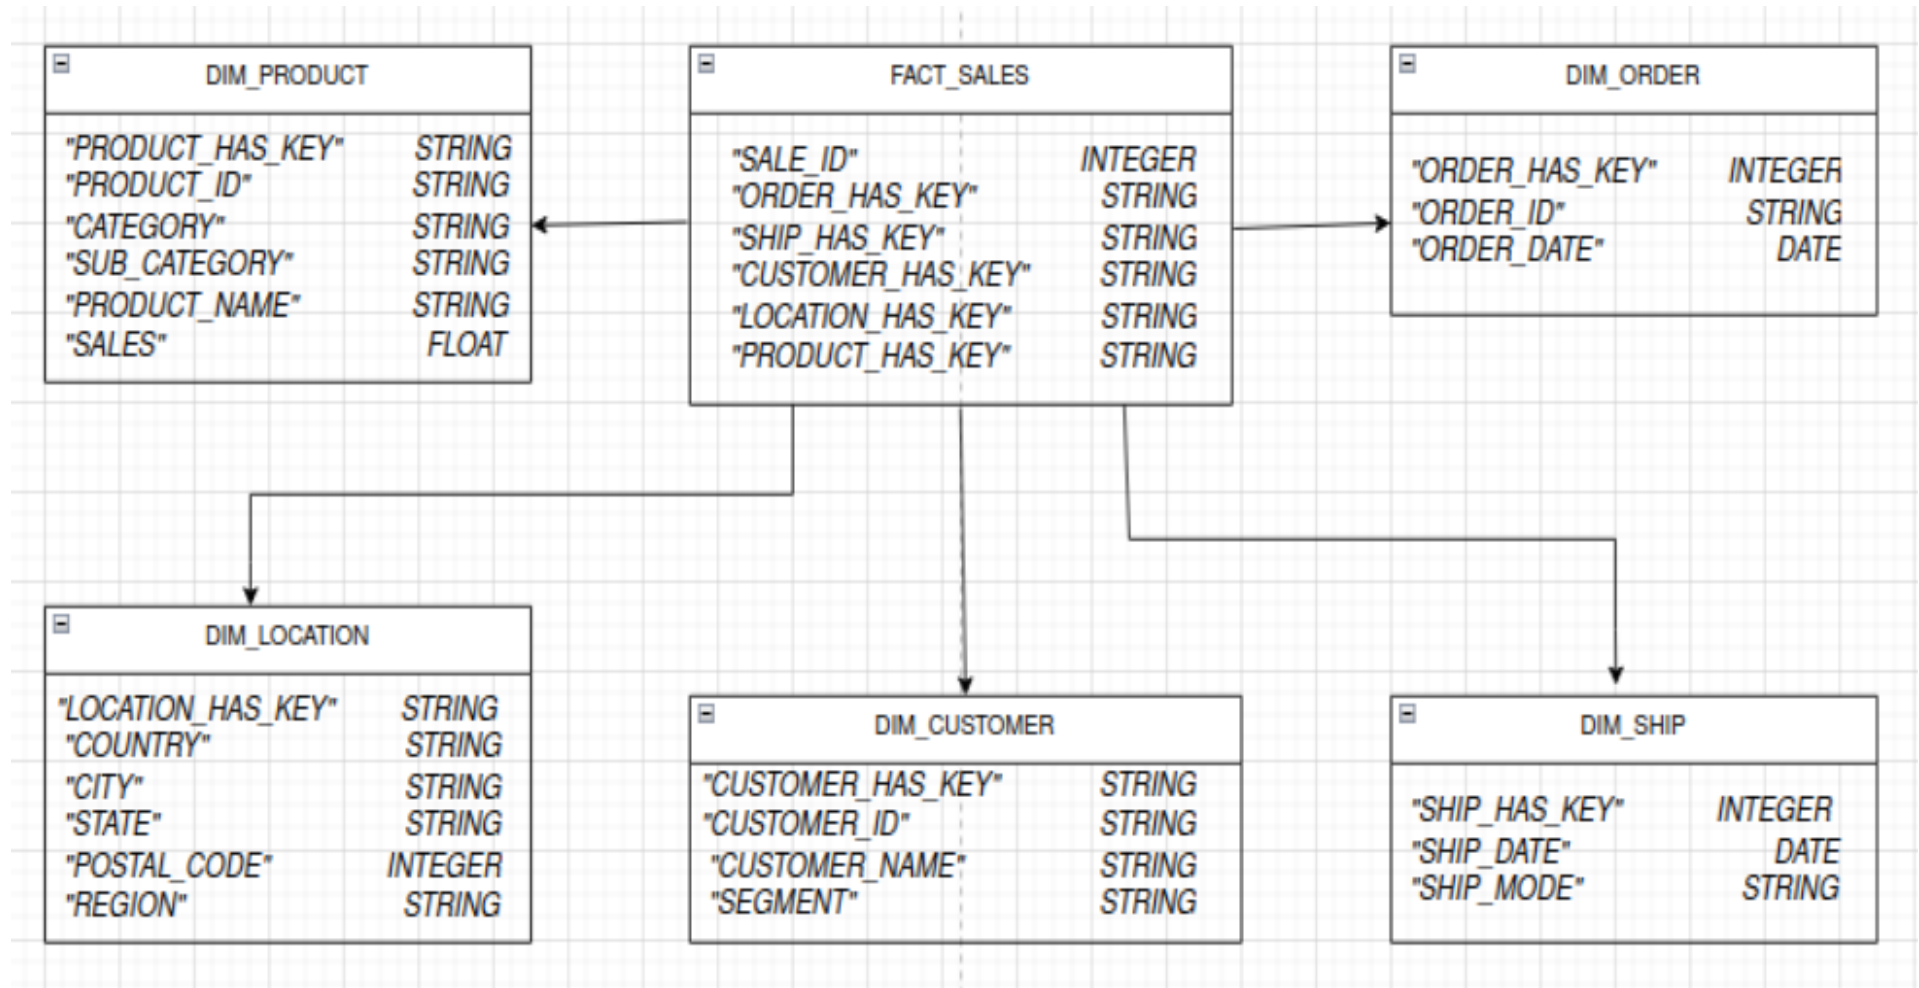 DIM_PRODUCT
"PRODUCT_HAS_KEY" STRING
"PRODUCT_ID" STRING
"CATEGORY" STRING
"SUB_CATEGORY" STRING
"PRODUCT_NAME" STRING
"SALES" FLOAT
FACT_SALES
"SALE_ID" INTEGER
"ORDER_HAS_KEY" STRING
"SHIP_HAS_KEY" STRING
"CUSTOMER_HAS_KEY" STRING
"LOCATION_HAS_KEY" STRING
"PRODUCT_HAS_KEY" STRING
DIM_ORDER
"ORDER_HAS_KEY" INTEGER
"ORDER_ID" STRING
"ORDER_DATE" DATE
DIM_LOCATION
"LOCATION_HAS_KEY" STRING
"COUNTRY" STRING
"CITY" STRING
"STATE" STRING
"POSTAL_CODE" INTEGER
"REGION" STRING
DIM_CUSTOMER
"CUSTOMER_HAS_KEY" STRING
"CUSTOMER_ID" STRING
"CUSTOMER_NAME" STRING
"SEGMENT" STRING
DIM_SHIP
"SHIP_HAS_KEY" INTEGER
"SHIP_DATE" DATE
"SHIP_MODE" STRING